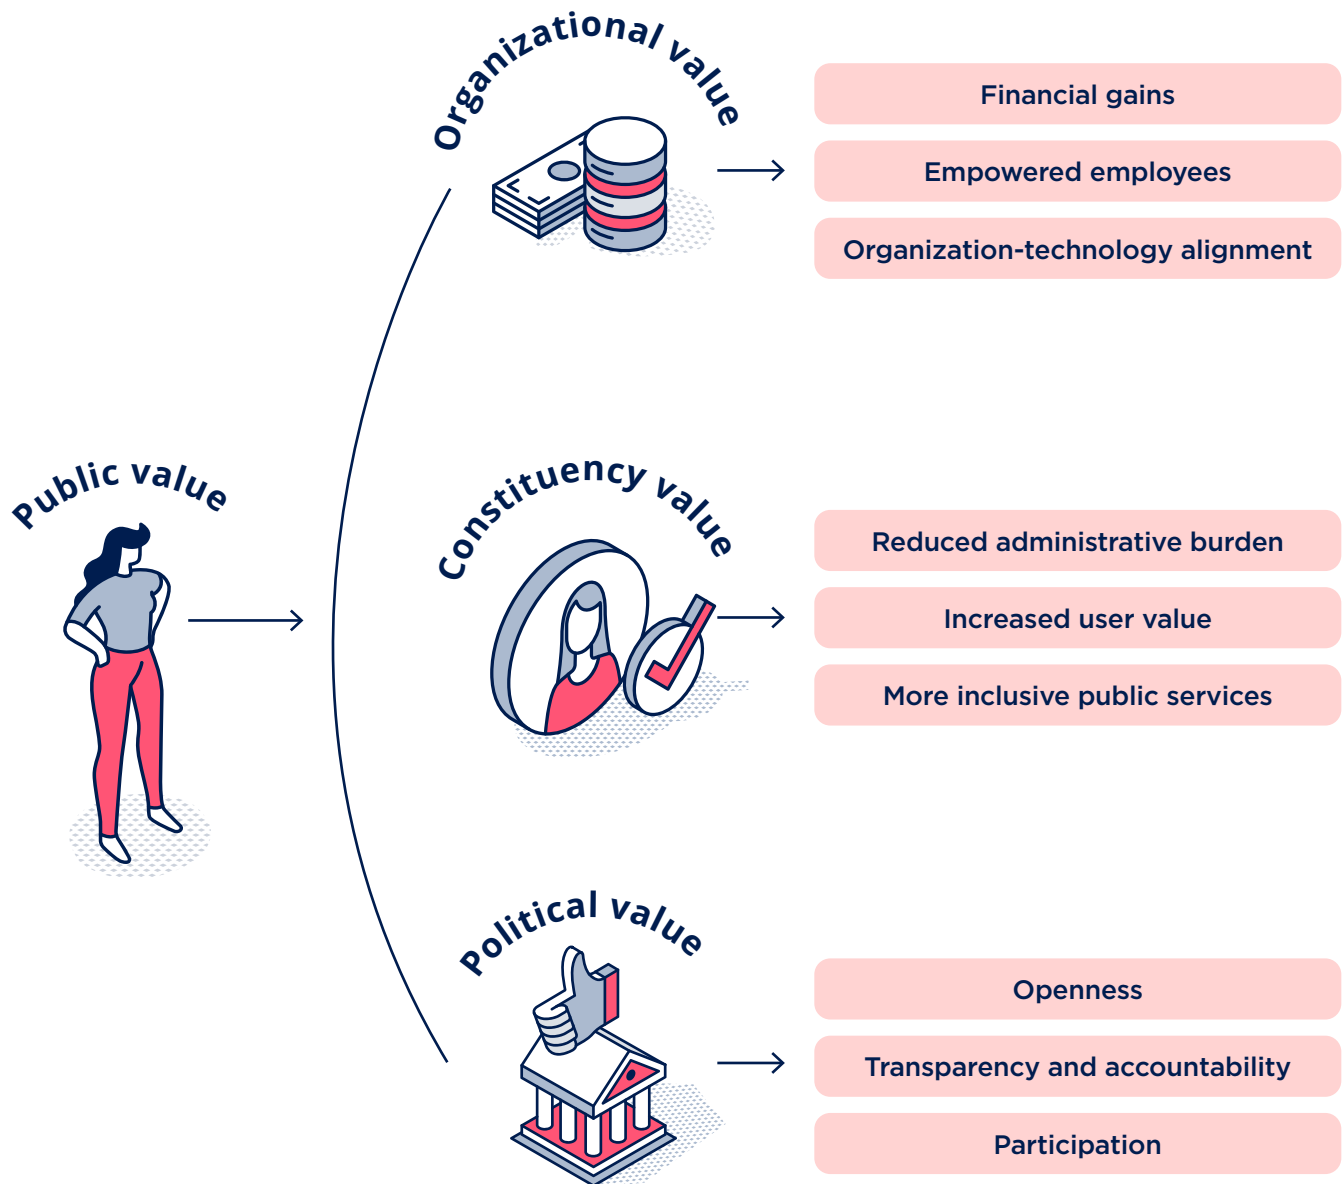 Public value
Organizational value
Financial gains
Empowered employees
Organization-technology alignment
Constituency value
Reduced administrative burden
Increased user value
More inclusive public services
Political value
Openness
Transparency and accountability
Participation